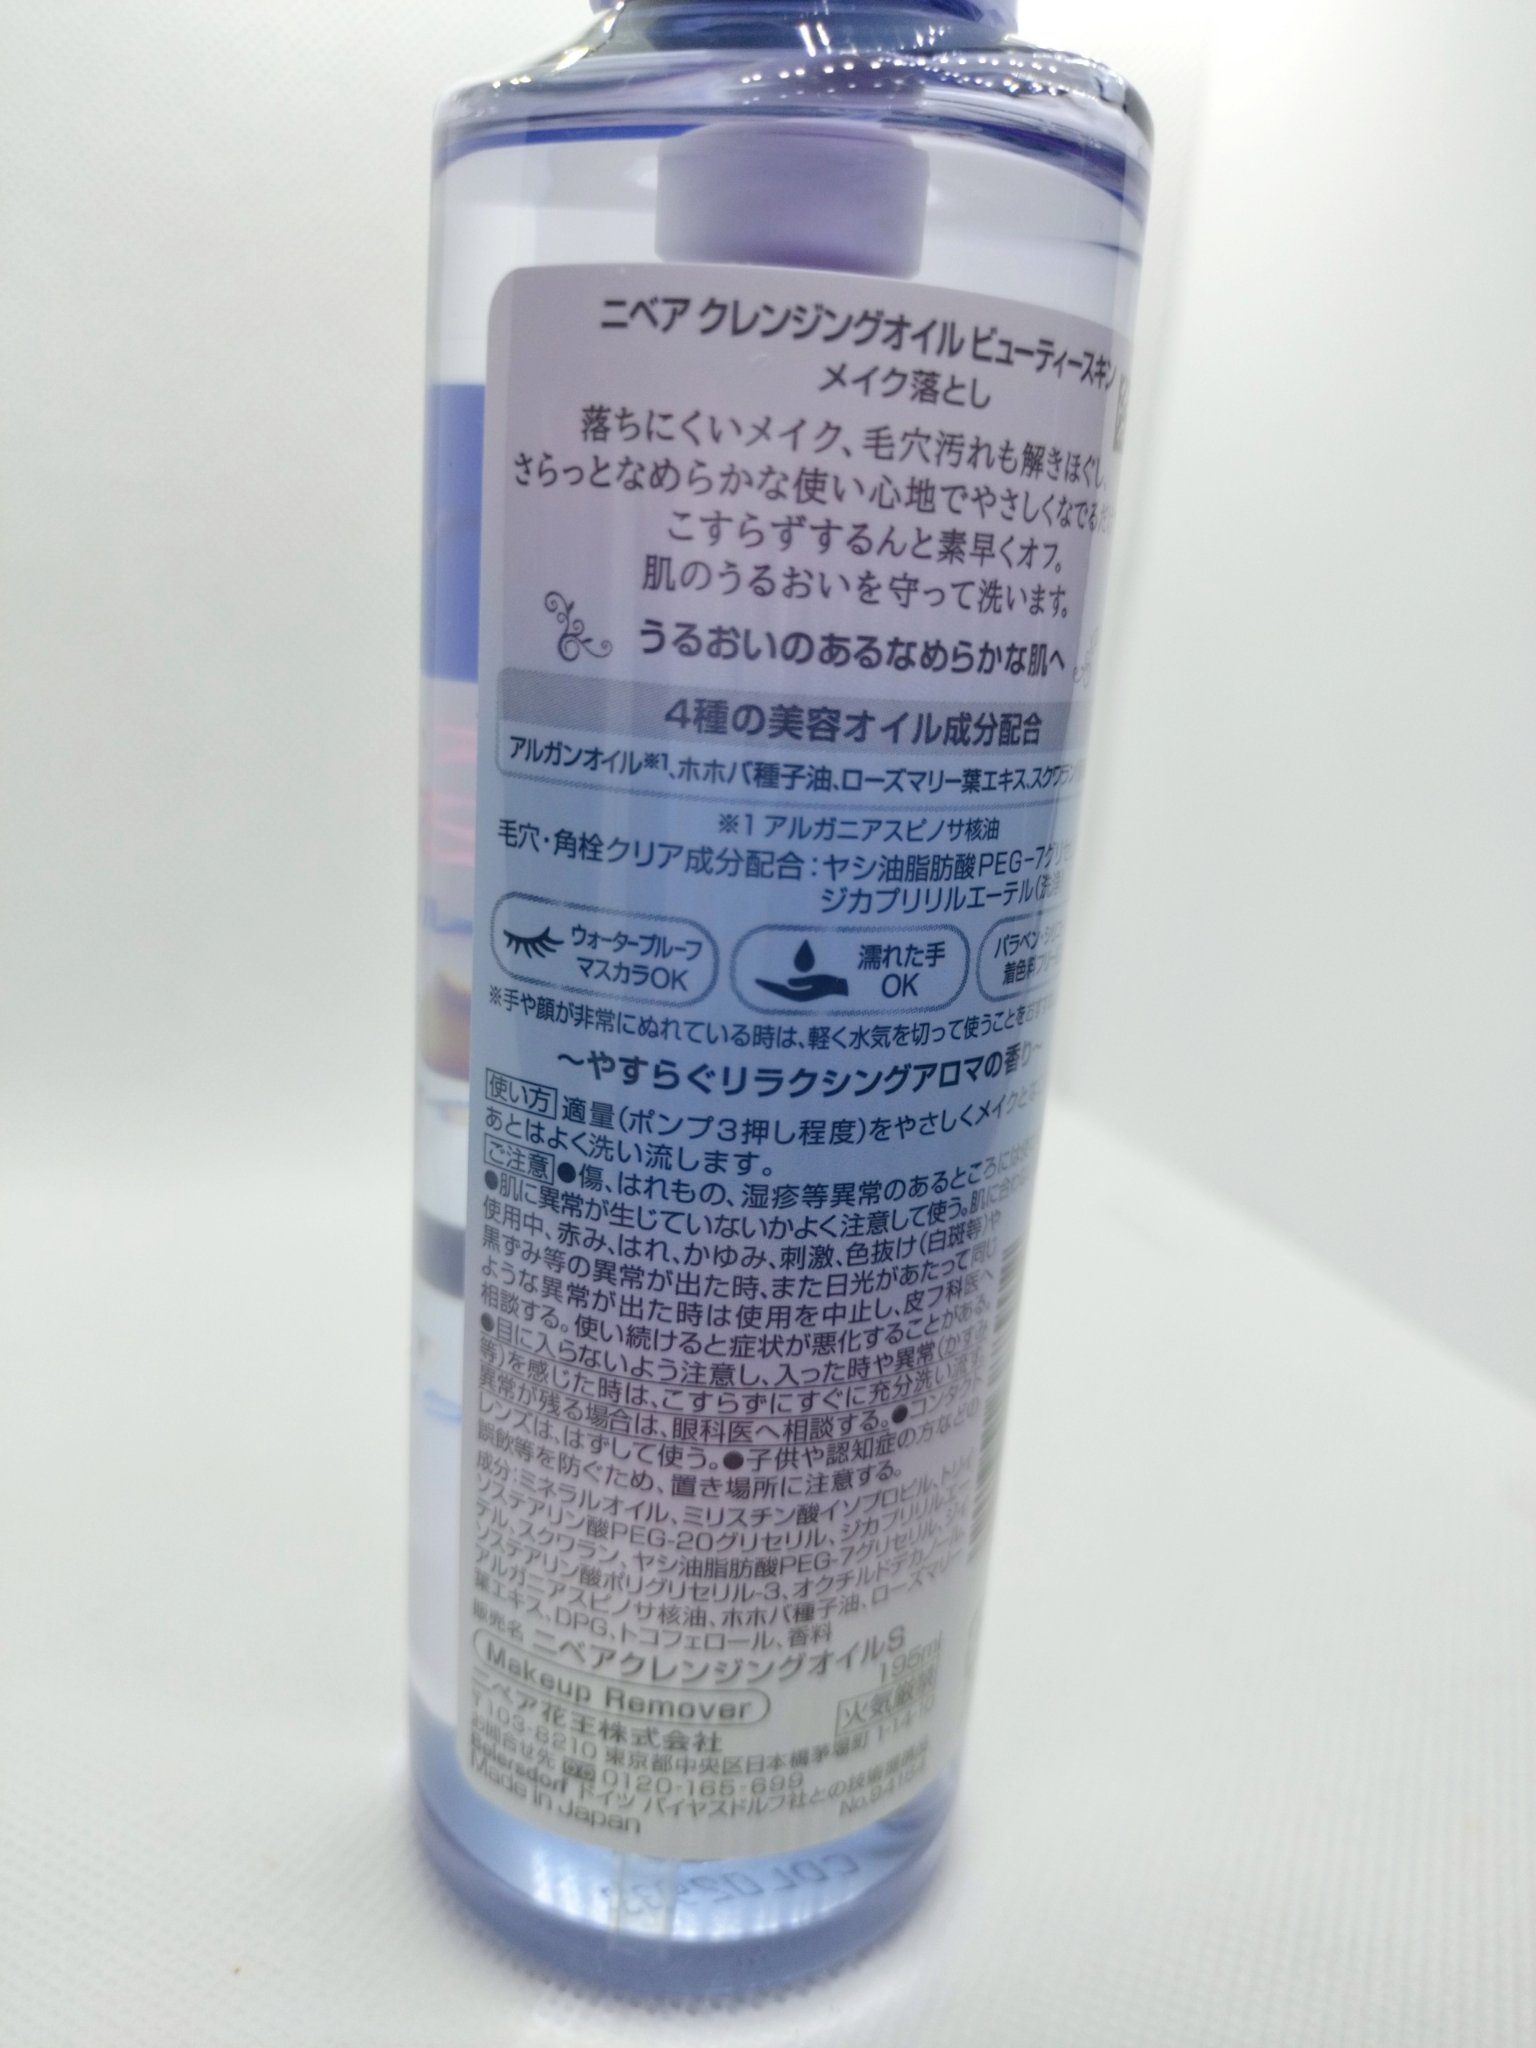 ニベア クレンジングオイル ビューティースキン
メイク落とし
落ちにくいメイク、毛穴汚れも解きほぐし、
さらっとなめらかな使い心地でやさしくなでる
こすらずするんと素早くオフ。
肌のうるおいを守って洗います。
うるおいのあるなめらかな肌へ
4種の美容オイル成分配合
アルガンオイル※1、ホホバ種子油、ローズマリー葉エキス、スクワラン
※1 アルガニアスピノサ核油
毛穴・角栓クリア成分配合:ヤシ油脂肪酸PEG-7グリセ
ジカプリリルエーテル(洗浄
ウォータープルーフ
マスカラOK
濡れた手
OK
パラベン・シリコ
着色料フリー
※手や顔が非常にぬれている時は、軽く水気を切って使うことをおす
~やすらぐリラクシングアロマの香り~
使い方 適量(ポンプ3押し程度)をやさしくメイクと
あとはよく洗い流します。
ご注意 ●傷、はれもの、湿疹等異常のあるところには
●肌に異常が生じていないかよく注意して使う。肌に合わ
使用中、赤み、はれ、かゆみ、刺激、色抜け(白斑等)や
黒ずみ等の異常が出た時、また日光があたって同じ
ような異常が出た時は使用を中止し、皮フ科医へ
相談する。使い続けると症状が悪化することがある。
●目に入らないよう注意し、入った時や異常(かすみ
等)を感じた時は、こすらずにすぐに充分洗い流す。
異常が残る場合は、眼科医へ相談する。●コンタクト
レンズは、はずして使う。●子供や認知症の方などの
誤飲等を防ぐため、置き場所に注意する。
成分:ミネラルオイル、ミリスチン酸イソプロピル、トリイ
ソステアリン酸PEG-20グリセリル、ジカプリリルエー
テル、スクワラン、ヤシ油脂肪酸PEG-7グリセリル、ジイ
ソステアリン酸ポリグリセリル-3、オクチルドデカノール、
アルガニアスピノサ核油、ホホバ種子油、ローズマリー
葉エキス、DPG、トコフェロール、香料
販売名 ニベアクレンジングオイルS
Makeup Remover 195ml
ニベア花王株式会社 火気厳禁
〒103-8210 東京都中央区日本橋茅場町 1-14-10
お問合せ先 0120-165-699
Beiersdorf ドイツ バイヤスドルフ社との技術提携品
Made in Japan